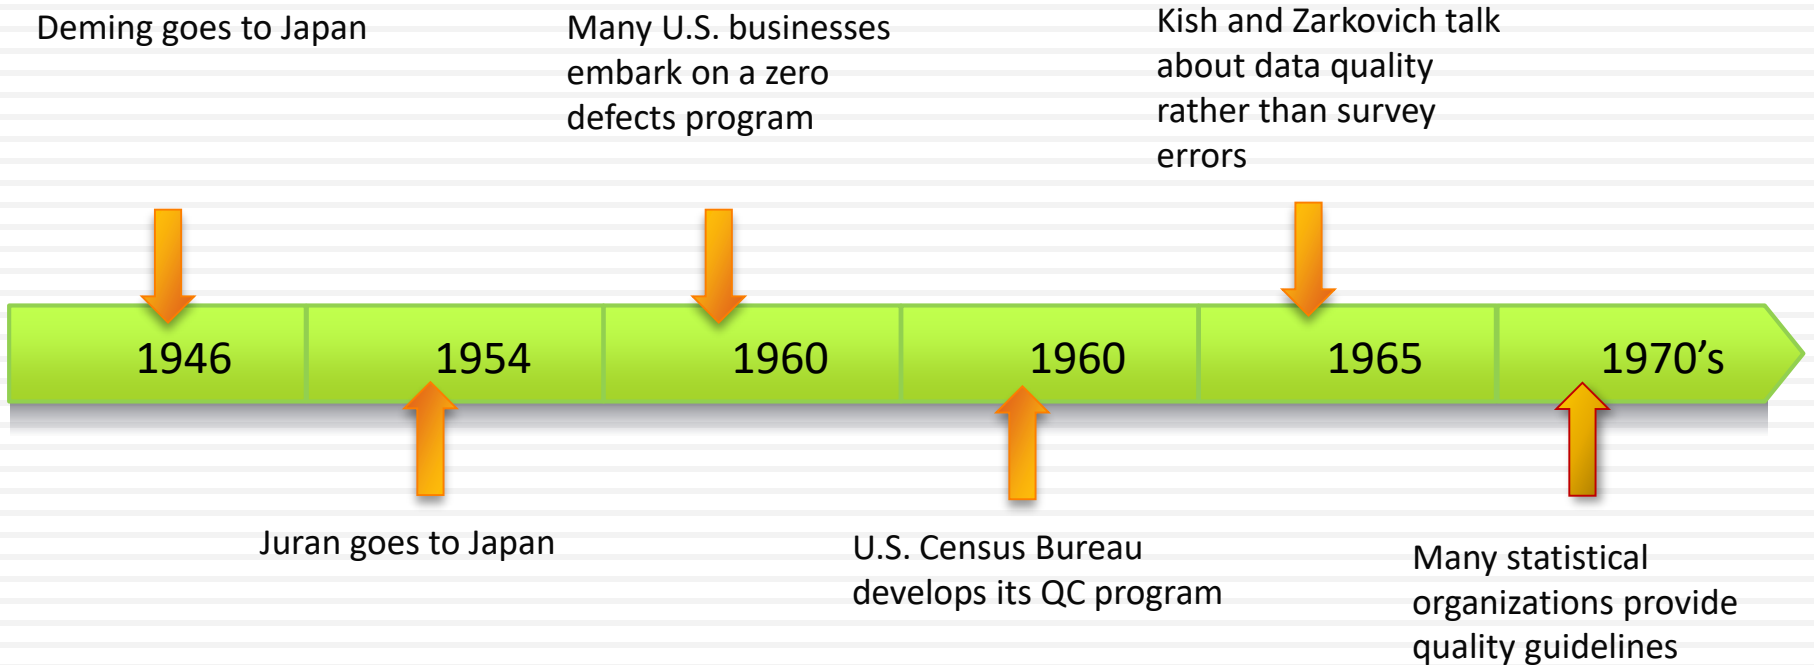 Deming goes to Japan
Many U.S. businesses
embark on a zero
defects program
Kish and Zarkovich talk
about data quality
rather than survey
errors
1946
1954
1960
1960
1965
1970’s
Juran goes to Japan
U.S. Census Bureau
develops its QC program
Many statistical
organizations provide
quality guidelines